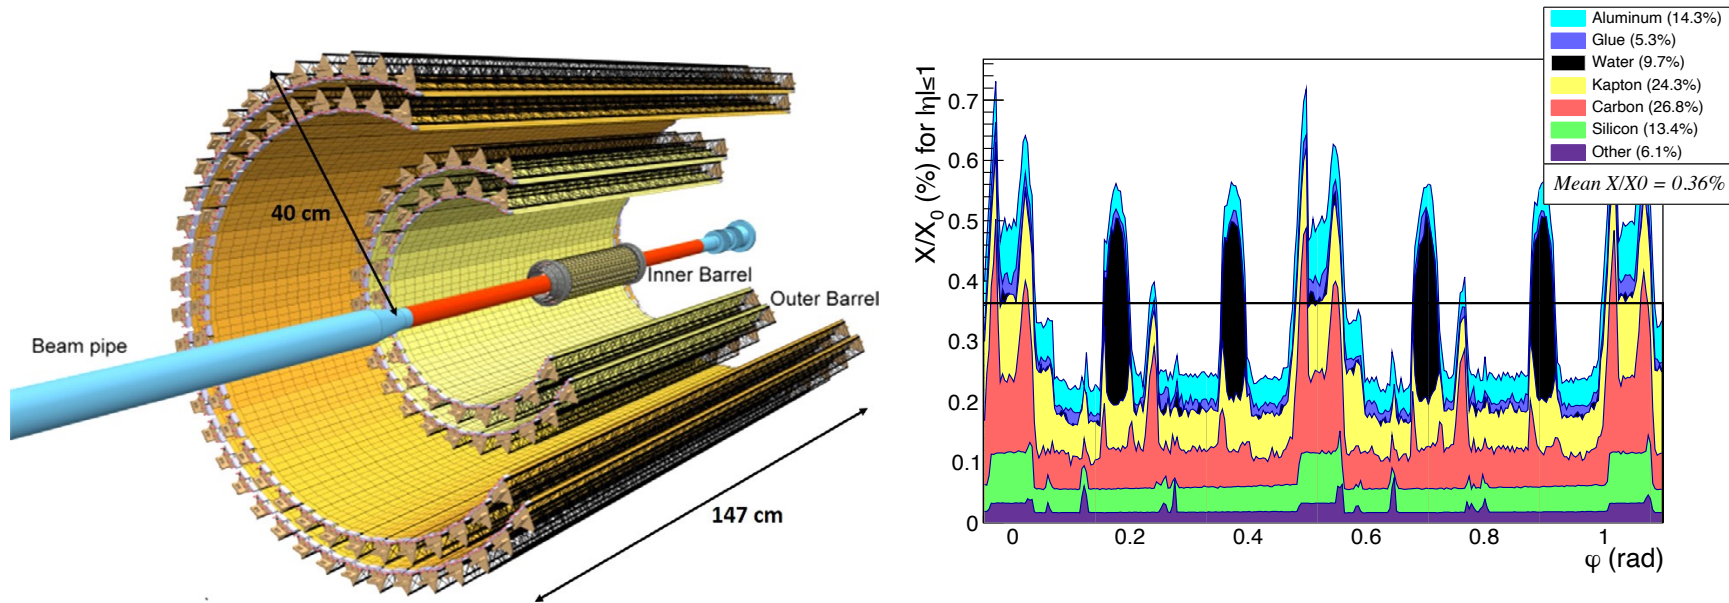 40 cm
Inner Barrel
Outer Barrel
Beam pipe
147 cm
Aluminum (14.3%)
Glue (5.3%)
Water (9.7%)
Kapton (24.3%)
Carbon (26.8%)
Silicon (13.4%)
Other (6.1%)
Mean X/X0 = 0.36%
X/X₀ (%) for |η|≤1
0.7
0.6
0.5
0.4
0.3
0.2
0.1
0
0 0.2 0.4 0.6 0.8 1
φ (rad)